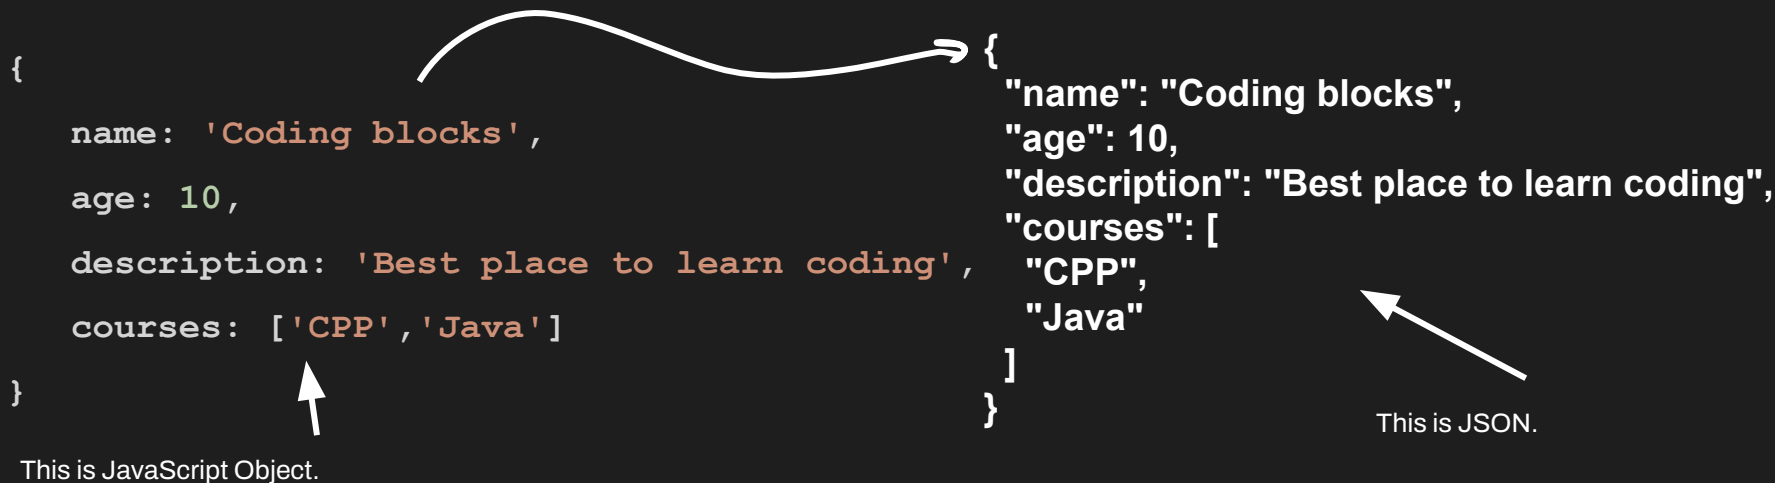 {
name: 'Coding blocks',
age: 10,
description: 'Best place to learn coding',
courses: ['CPP','Java']
}
This is JavaScript Object.
{
"name": "Coding blocks",
"age": 10,
"description": "Best place to learn coding",
"courses": [
"CPP",
"Java"
]
}
This is JSON.